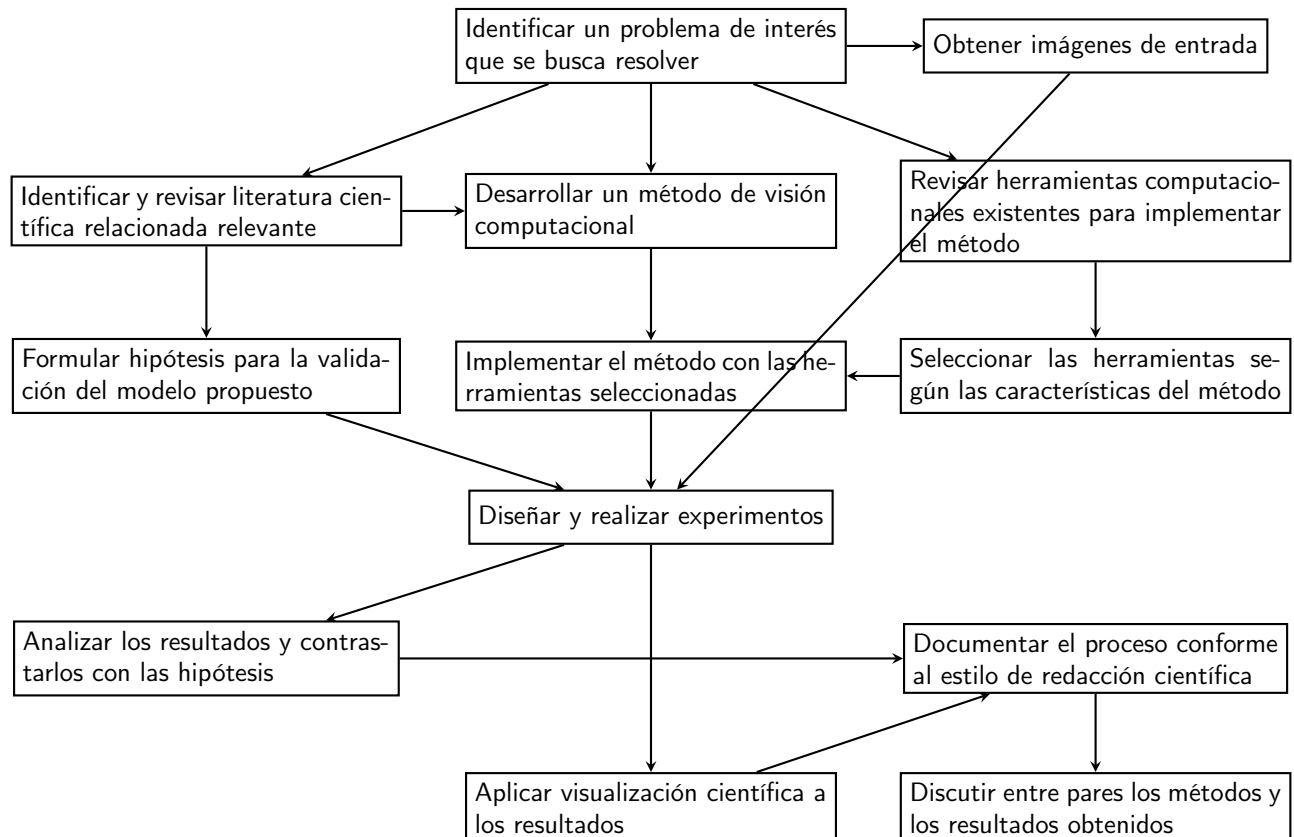 Identificar un problema de interés
que se busca resolver
Obtener imágenes de entrada
Identificar y revisar literatura cien-
tífica relacionada relevante
Desarrollar un método de visión
computacional
Revisar herramientas computacio-
nales existentes para implementar
el método
Formular hipótesis para la valida-
ción del modelo propuesto
Implementar el método con las he-
rramientas seleccionadas
Seleccionar las herramientas se-
gún las características del método
Diseñar y realizar experimentos
Analizar los resultados y contras-
tarlos con las hipótesis
Documentar el proceso conforme
al estilo de redacción científica
Aplicar visualización científica a
los resultados
Discutir entre pares los métodos y
los resultados obtenidos